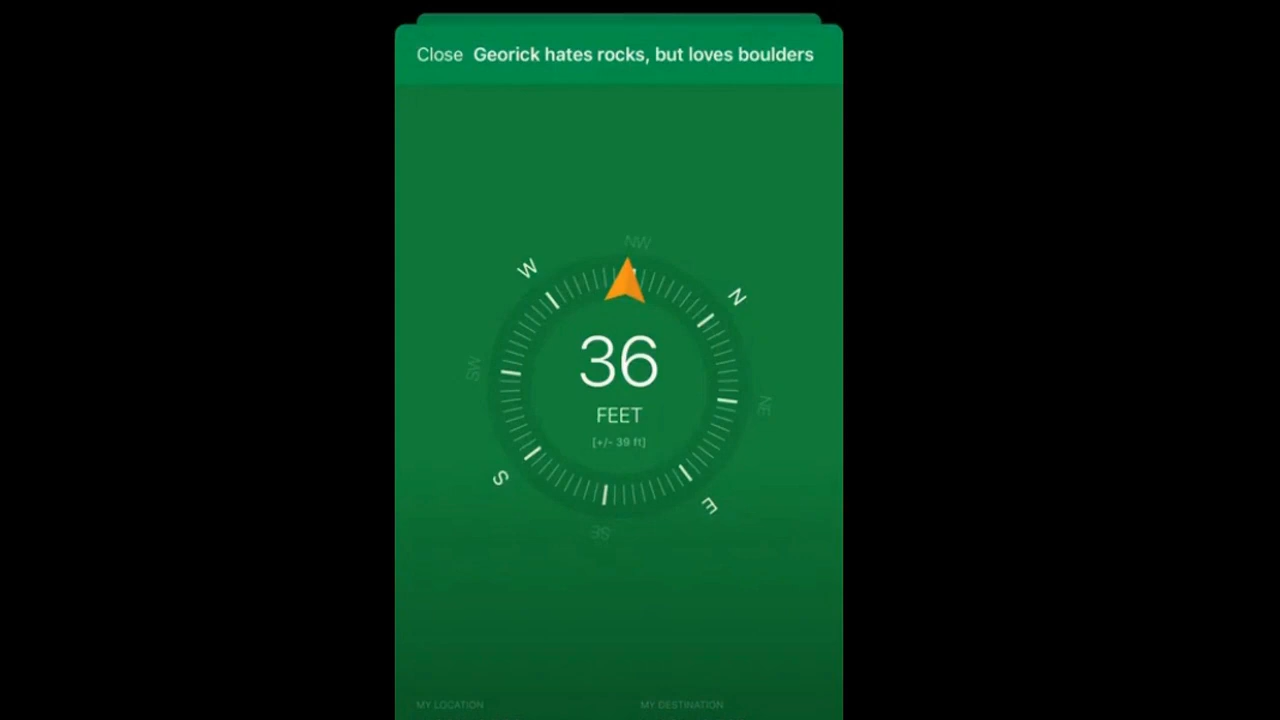 Close Georick hates rocks, but loves boulders
NW
W
N
SW
36
NE
FEET
[+/- 39 ft]
S
E
SE
MY LOCATION MY DESTINATION